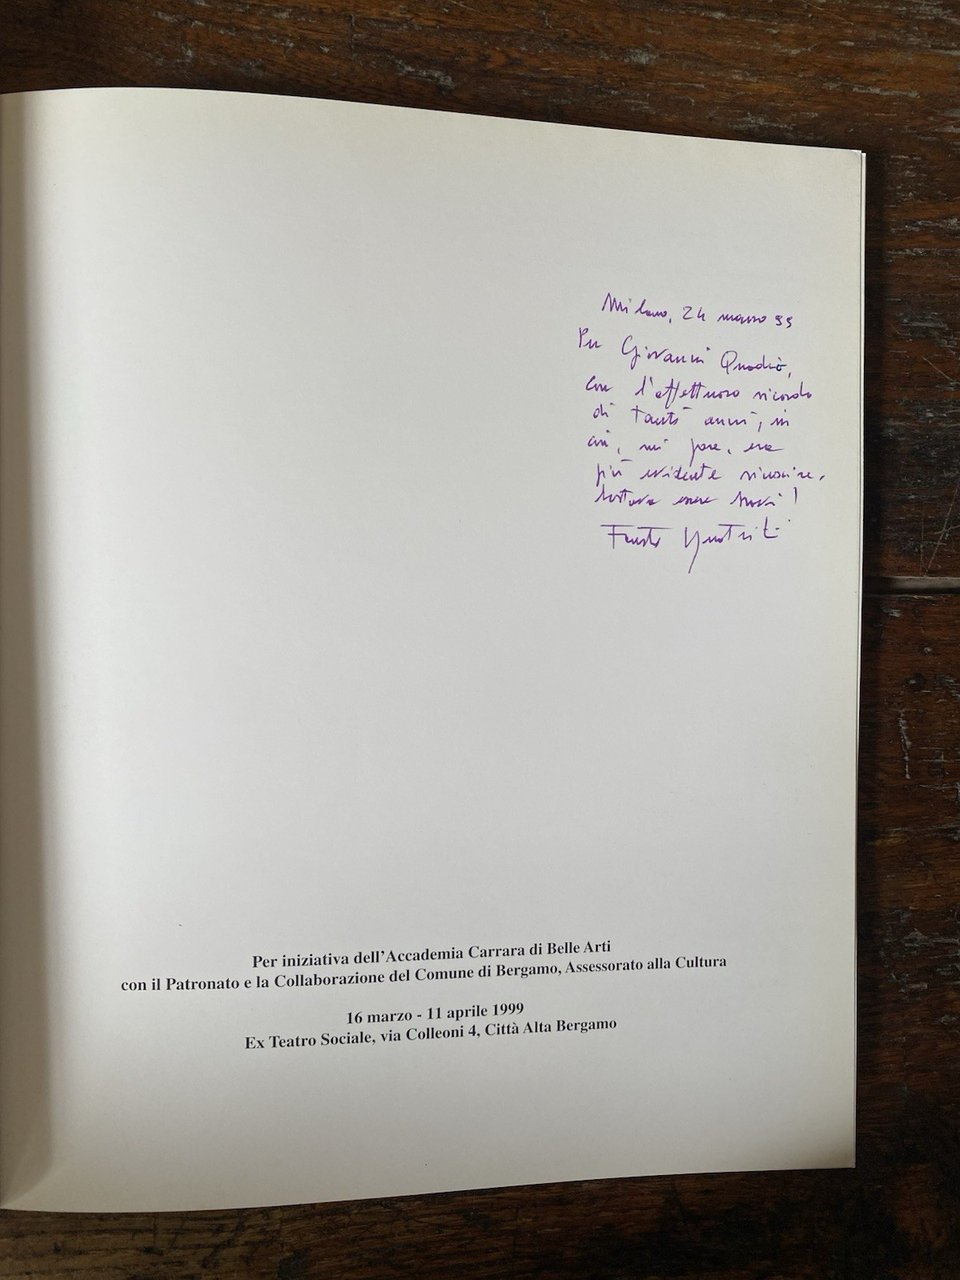 Milano, 24 marzo 99
Per Giovanni Quadrio,
con l'affettuoso ricordo
di tanti anni, in
cui, mi pare, era
più evidente
essere
Fausto
Per iniziativa dell'Accademia Carrara di Belle Arti
con il Patronato e la Collaborazione del Comune di Bergamo, Assessorato alla Cultura
16 marzo - 11 aprile 1999
Ex Teatro Sociale, via Colleoni 4, Città Alta Bergamo